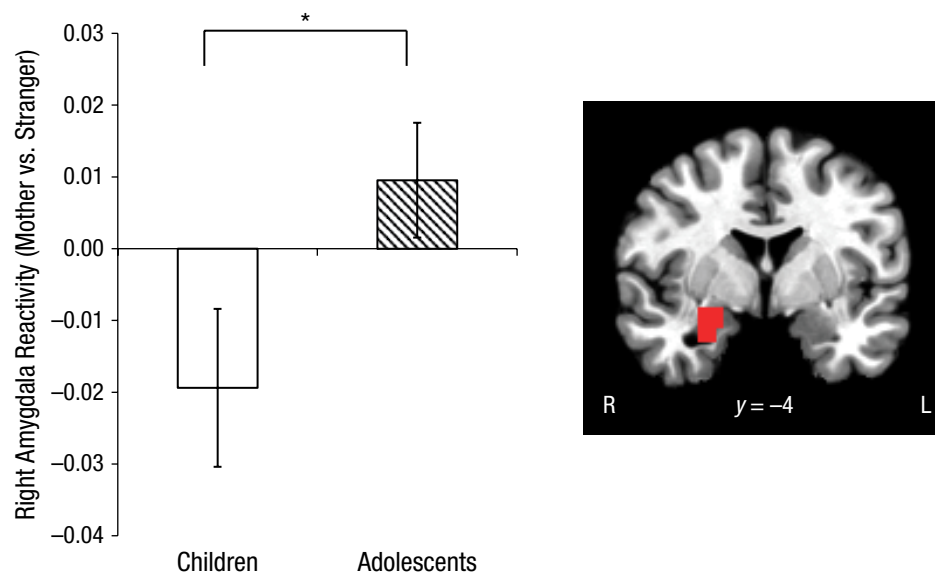 *
Right Amygdala Reactivity (Mother vs. Stranger)
0.03
0.02
0.01
0.00
–0.01
–0.02
–0.03
–0.04
Children
Adolescents
R
y = –4
L